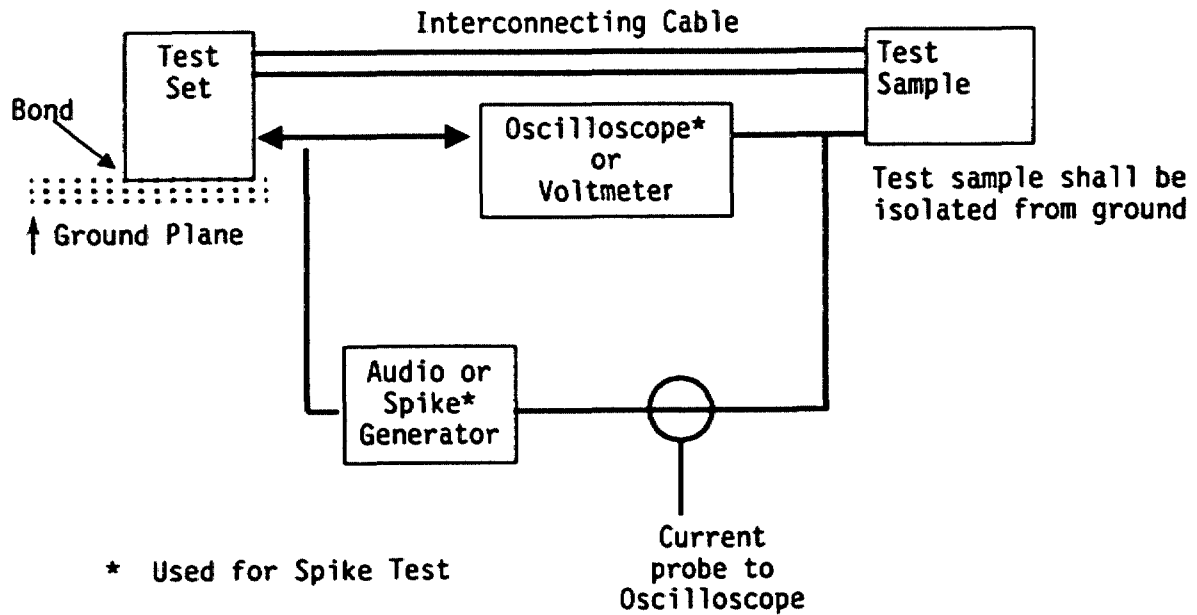 Interconnecting Cable
Test
Set
Test
Sample
Bond
Oscilloscope*
or
Voltmeter
Test sample shall be
isolated from ground
Ground Plane
Audio or
Spike*
Generator
Current
probe to
Oscilloscope
* Used for Spike Test